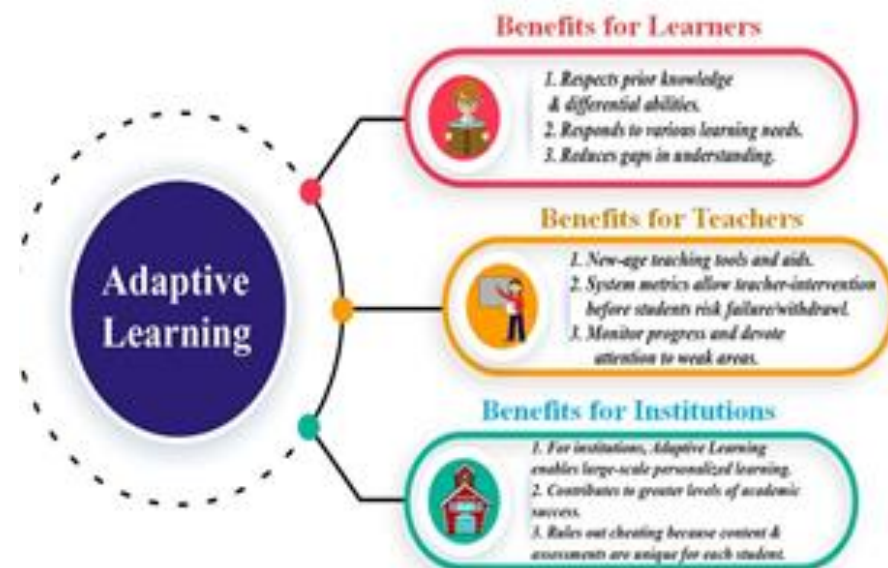 Adaptive
Learning
Benefits for Learners
1. Respects prior knowledge
& differential abilities.
2. Responds to various learning needs.
3. Reduces gaps in understanding.
Benefits for Teachers
1. New-age teaching tools and aids.
2. System metrics allow teacher-intervention
before students risk failure/withdrawl.
3. Monitor progress and devote
attention to weak areas.
Benefits for Institutions
1. For institutions, Adaptive Learning
enables large-scale personalized learning.
2. Contributes to greater levels of academic
success.
3. Rules out cheating because content &
assessments are unique for each student.